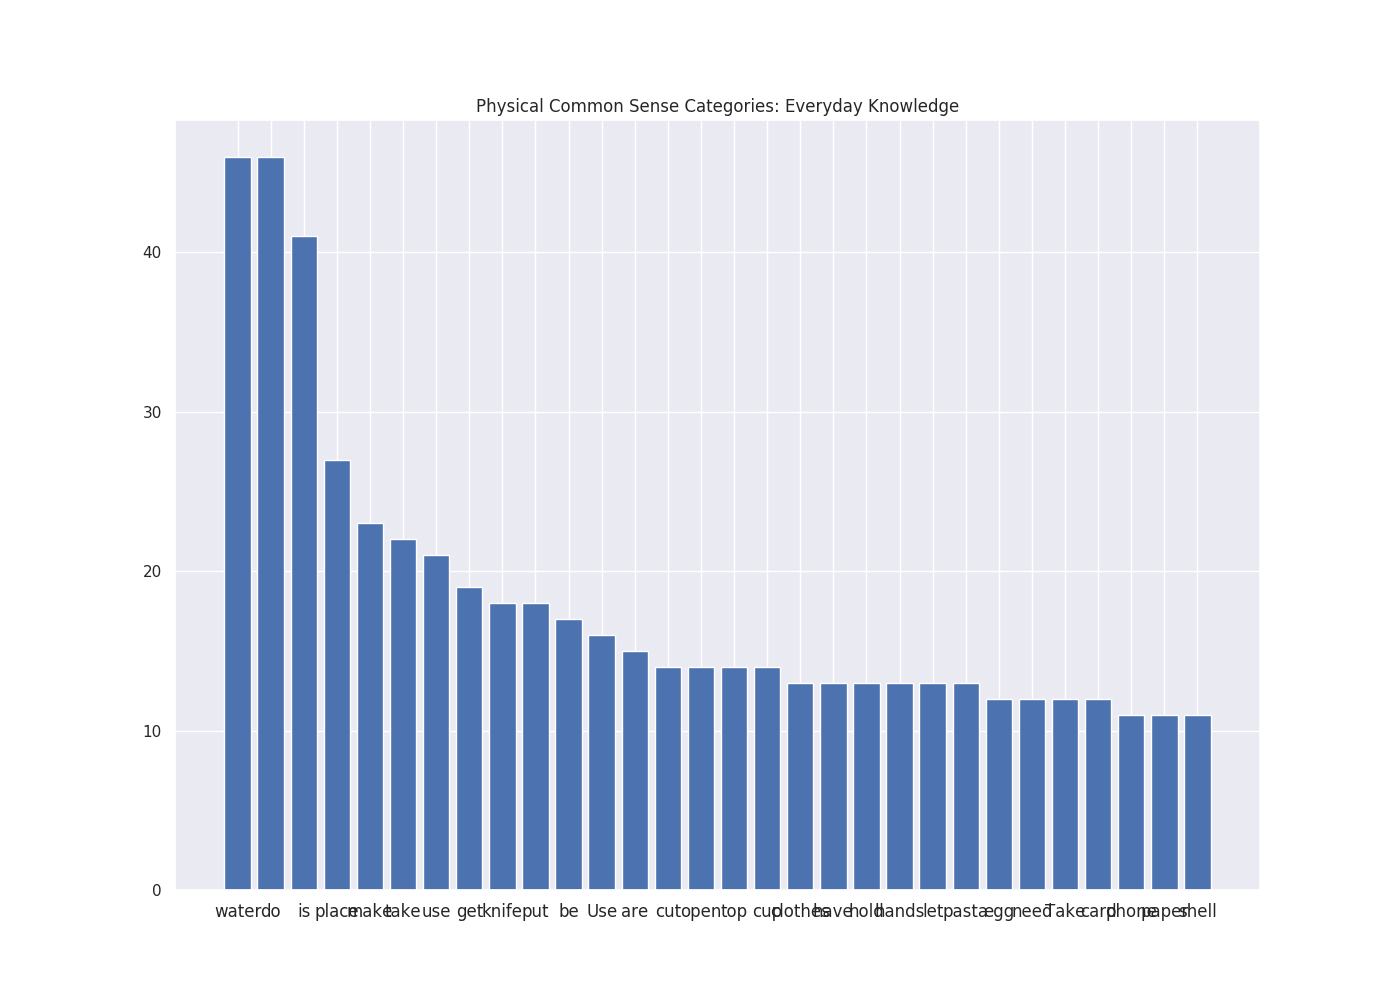 Physical Common Sense Categories: Everyday Knowledge
40
30
20
10
0
water do is place make take use get knife put be Use are cut open top cup clothes have hold hands let pasta egg need Take card phone paper shell